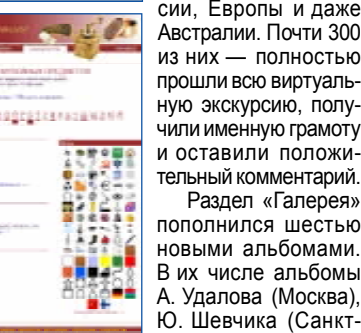 сии, Европы и даже
Австралии. Почти 300
из них — полностью
прошли всю виртуаль-
ную экскурсию, полу-
чили именную грамоту
и оставили положи-
тельный комментарий.
Раздел «Галерея»
пополнился шестью
новыми альбомами.
В их числе альбомы
А. Удалова (Москва),
Ю. Шевчика (Санкт-